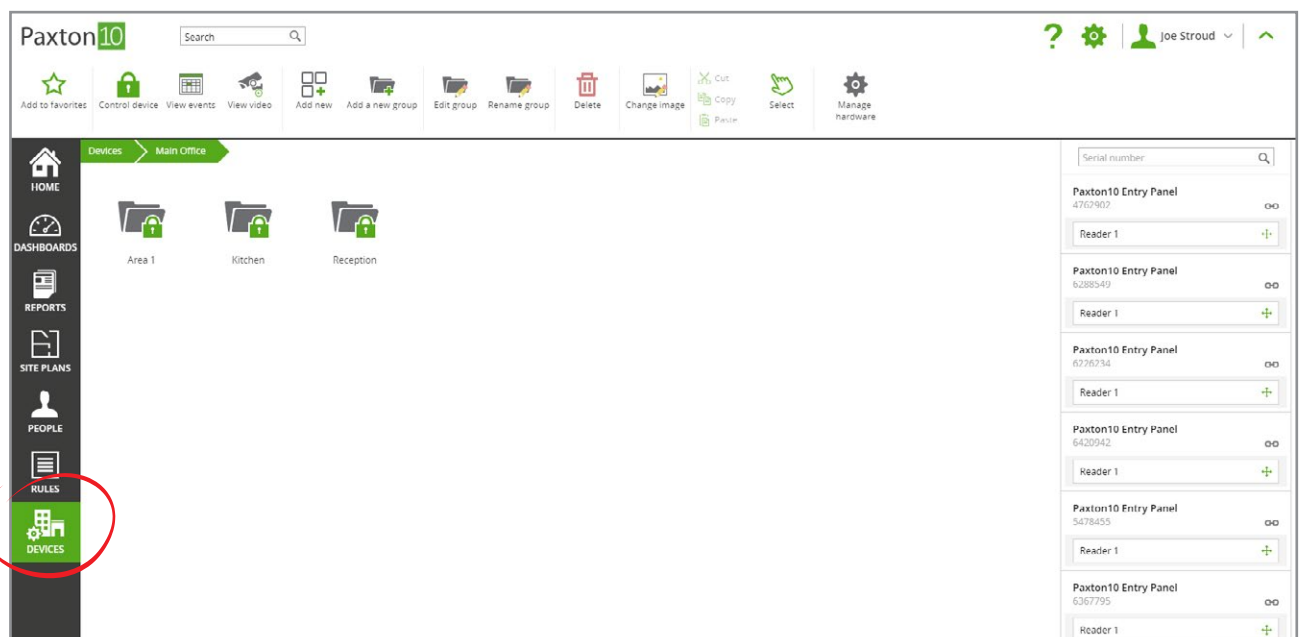 Paxton10
Search
Joe Stroud
Add to favorites
Control device
View events
View video
Add new
Add a new group
Edit group
Rename group
Delete
Change image
Cut
Copy
Paste
Select
Manage
hardware
HOME
DASHBOARDS
REPORTS
SITE PLANS
PEOPLE
RULES
DEVICES
Devices
Main Office
Area 1
Kitchen
Reception
Serial number
Paxton10 Entry Panel
4762902
Reader 1
Paxton10 Entry Panel
6288549
Reader 1
Paxton10 Entry Panel
6226234
Reader 1
Paxton10 Entry Panel
6420942
Reader 1
Paxton10 Entry Panel
5478455
Reader 1
Paxton10 Entry Panel
6367795
Reader 1